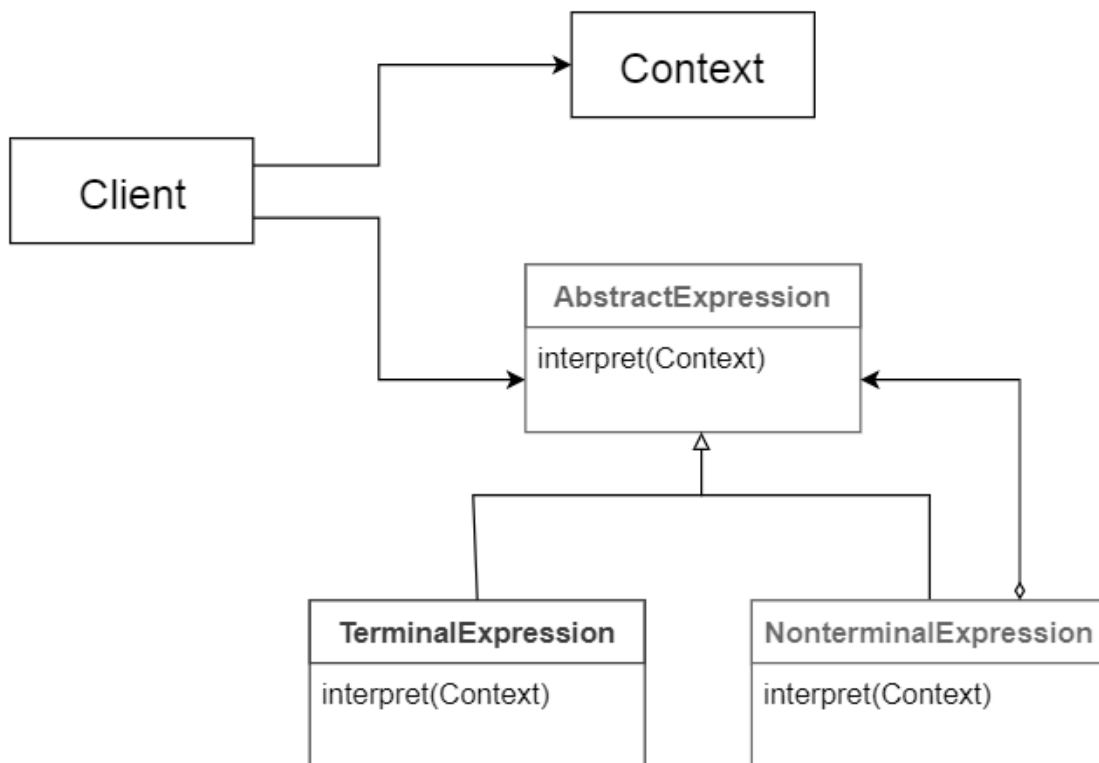 Context
Client
AbstractExpression
interpret(Context)
TerminalExpression
NonterminalExpression
interpret(Context)
interpret(Context)